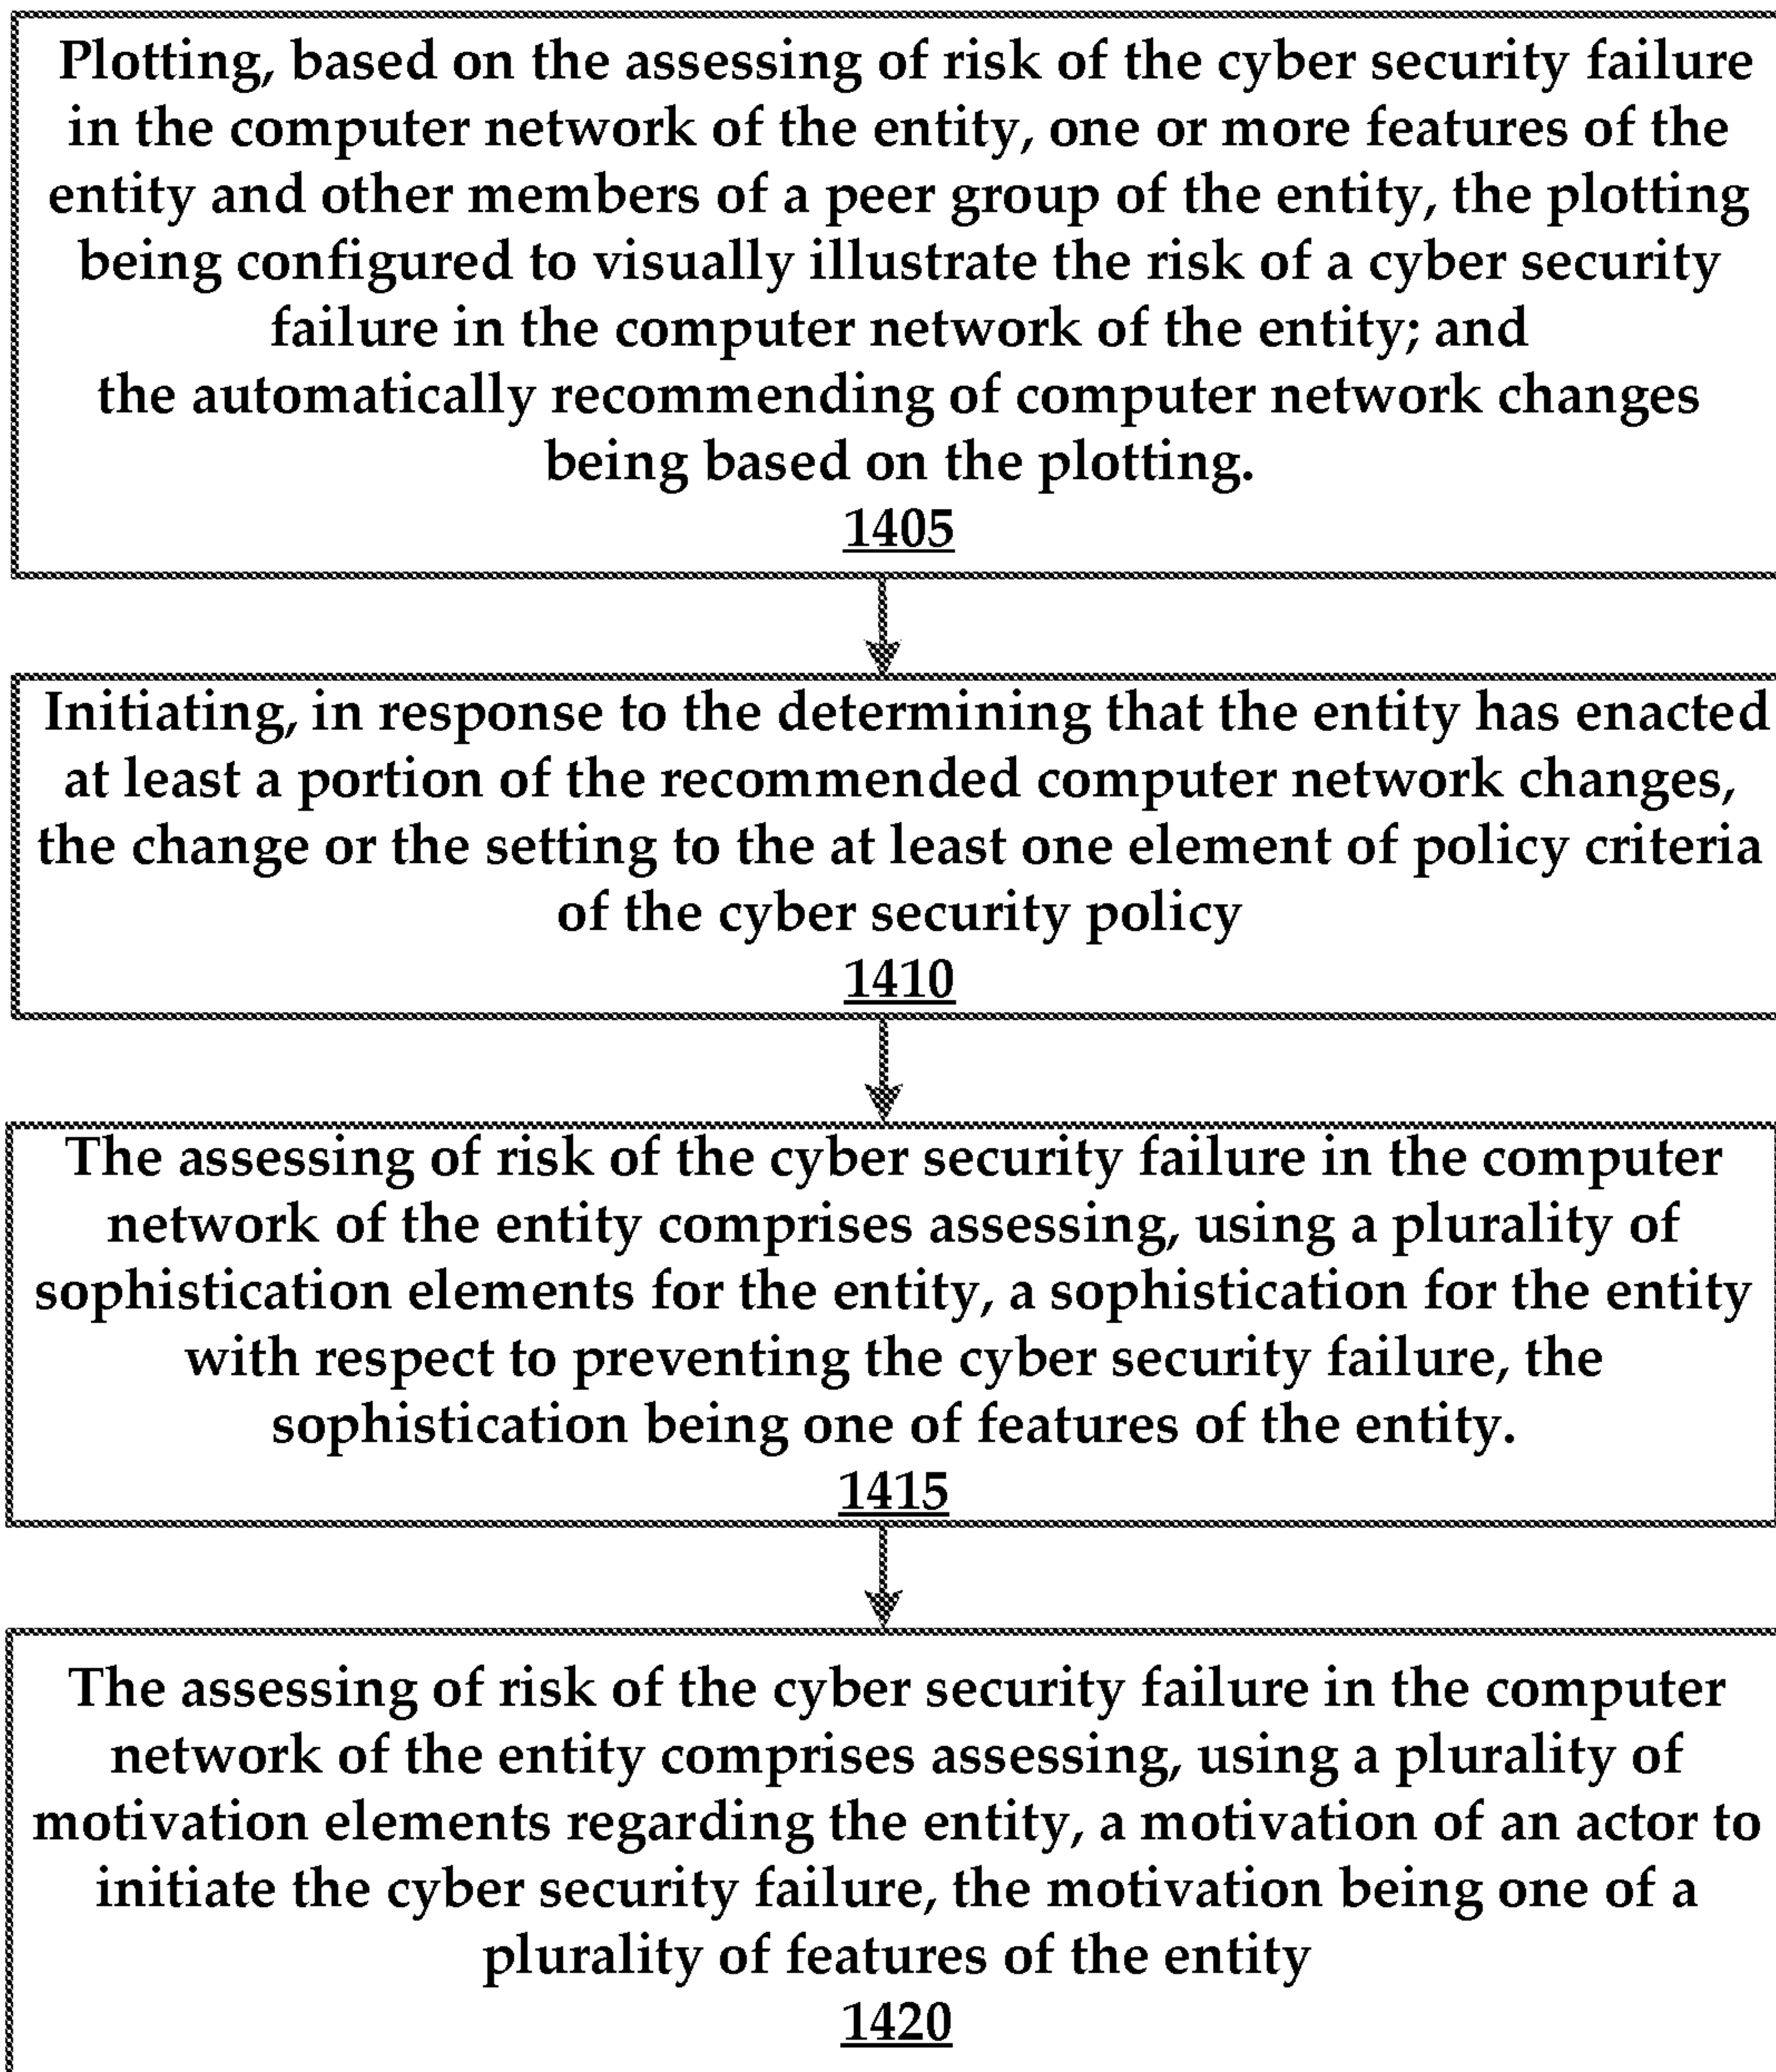 Plotting, based on the assessing of risk of the cyber security failure
in the computer network of the entity, one or more features of the
entity and other members of a peer group of the entity, the plotting
being configured to visually illustrate the risk of a cyber security
failure in the computer network of the entity; and
the automatically recommending of computer network changes
being based on the plotting.
1405
Initiating, in response to the determining that the entity has enacted
at least a portion of the recommended computer network changes,
the change or the setting to the at least one element of policy criteria
of the cyber security policy
1410
The assessing of risk of the cyber security failure in the computer
network of the entity comprises assessing, using a plurality of
sophistication elements for the entity, a sophistication for the entity
with respect to preventing the cyber security failure, the
sophistication being one of features of the entity.
1415
The assessing of risk of the cyber security failure in the computer
network of the entity comprises assessing, using a plurality of
motivation elements regarding the entity, a motivation of an actor to
initiate the cyber security failure, the motivation being one of a
plurality of features of the entity
1420